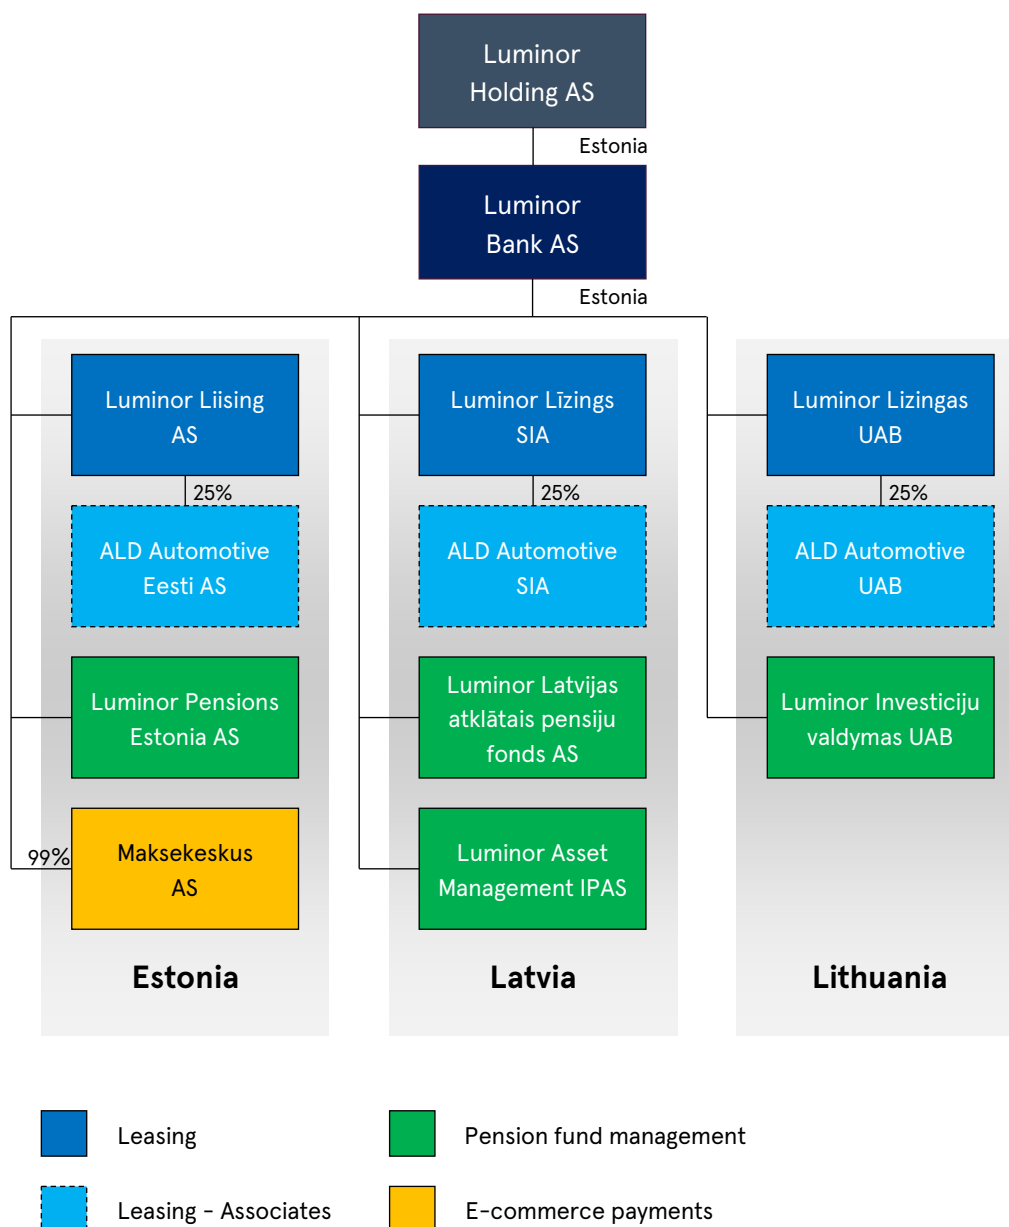 Luminor
Holding AS
Estonia
Luminor
Bank AS
Estonia
Luminor Liising
AS
25%
ALD Automotive
Eesti AS
Luminor Pensions
Estonia AS
99%
Maksekeskus
AS
Estonia
Luminor Līzings
SIA
25%
ALD Automotive
SIA
Luminor Latvijas
atklātais pensiju
fonds AS
Luminor Asset
Management IPAS
Latvia
Luminor Lizingas
UAB
25%
ALD Automotive
UAB
Luminor Investiciju
valdymas UAB
Lithuania
Leasing
Pension fund management
Leasing - Associates
E-commerce payments